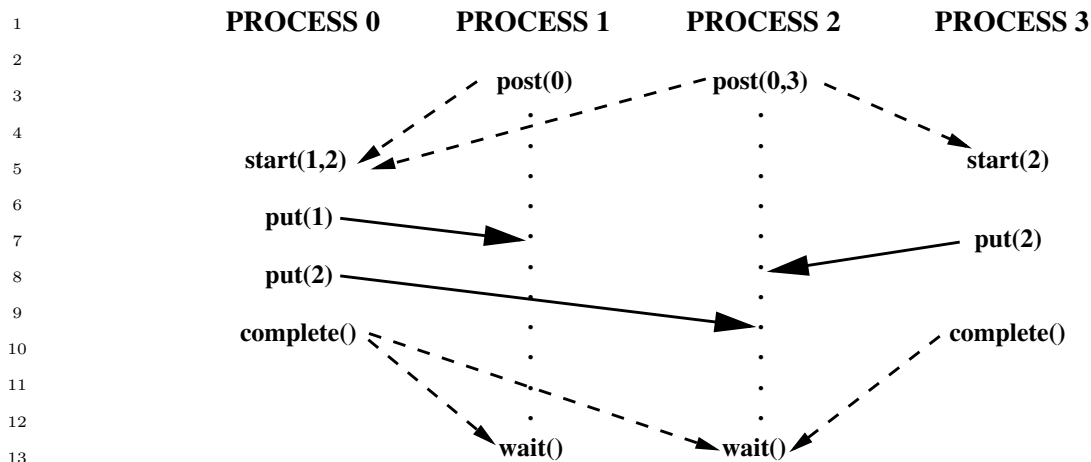 1 PROCESS 0 PROCESS 1 PROCESS 2 PROCESS 3
2
3 post(0) post(0,3)
4
5 start(1,2) start(2)
6 put(1)
7 put(2)
8 put(2)
9 complete() complete()
10
11
12
13 wait() wait()